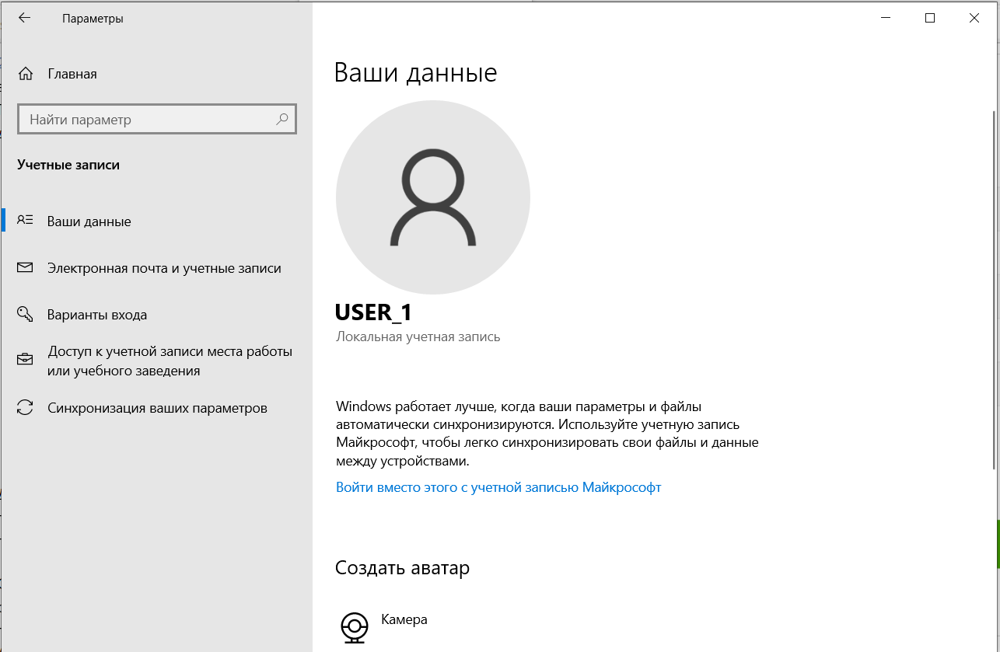 Параметры
Главная
Найти параметр
Учетные записи
Ваши данные
Электронная почта и учетные записи
Варианты входа
Доступ к учетной записи места работы
или учебного заведения
Синхронизация ваших параметров
Ваши данные
USER_1
Локальная учетная запись
Windows работает лучше, когда ваши параметры и файлы
автоматически синхронизируются. Используйте учетную запись
Майкрософт, чтобы легко синхронизировать свои файлы и данные
между устройствами.
Войти вместо этого с учетной записью Майкрософт
Создать аватар
Камера